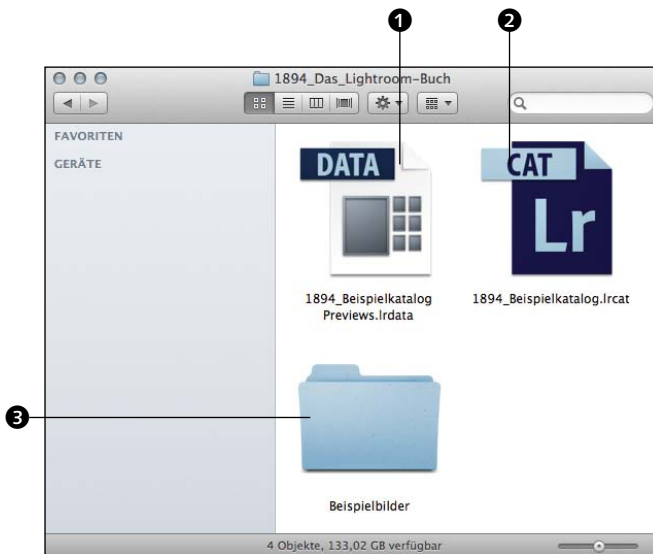 1 2
1894_Das_Lightroom-Buch
FAVORITEN
GERÄTE
DATA
CAT
Lr
1894_Beispielkatalog
Previews.lrdata
1894_Beispielkatalog.lrcat
3
Beispielbilder
4 Objekte, 133,02 GB verfügbar